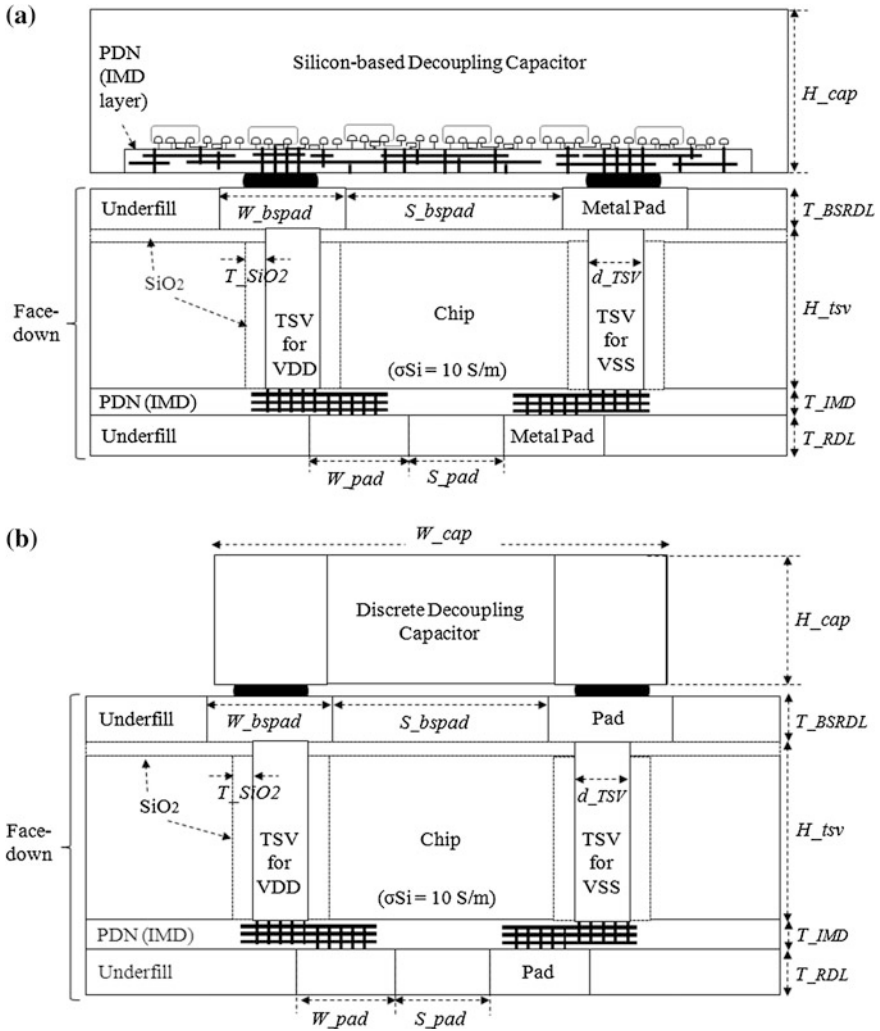 (a)
PDN
(IMD
layer)
Silicon-based Decoupling Capacitor
H_cap
Underfill
W_bspad
S_bspad
Metal Pad
T_BSRDL
SiO2
T_SiO2
d_TSV
Face-
down
TSV
for
VDD
Chip
(σSi = 10 S/m)
TSV
for
VSS
H_tsv
PDN (IMD)
T_IMD
Underfill
Metal Pad
T_RDL
W_pad
S_pad
(b)
W_cap
Discrete Decoupling
Capacitor
H_cap
Underfill
W_bspad
S_bspad
Pad
T_BSRDL
SiO2
T_SiO2
d_TSV
Face-
down
TSV
for
VDD
Chip
(σSi = 10 S/m)
TSV
for
VSS
H_tsv
PDN (IMD)
T_IMD
Underfill
Pad
T_RDL
W_pad
S_pad